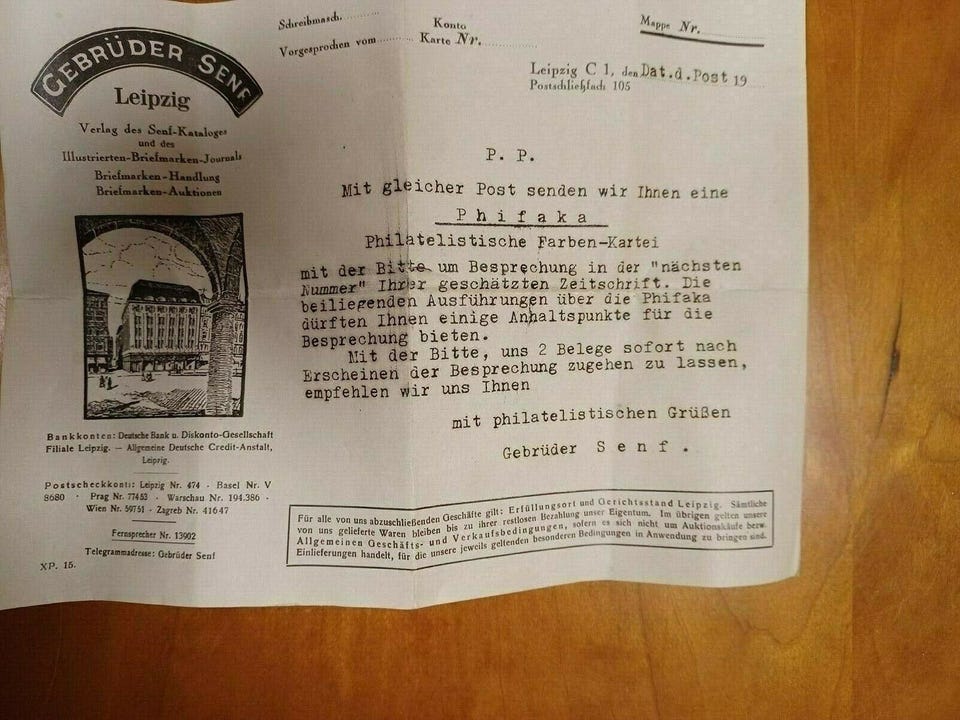 GEBRÜDER SENF
Leipzig
Verlag des Senf-Kataloges
und des
Illustrierten-Briefmarken-Journals
Briefmarken-Handlung
Briefmarken-Auktionen
Bankkonten: Deutsche Bank u. Diskonto-Gesellschaft
Filiale Leipzig. — Allgemeine Deutsche Credit-Anstalt,
Leipzig.
Postscheckkonti: Leipzig Nr. 474 · Basel Nr. V
8680 · Prag Nr. 77453 · Warschau Nr. 194.386 ·
Wien Nr. 59751 · Zagreb Nr. 41647
Fernsprecher Nr. 13902
Telegrammadresse: Gebrüder Senf
XP. 15.
Schreibmasch.
Vorgesprochen vom
Konto
Karte Nr.
Mappe Nr.
Leipzig C 1, den Dat.d.Post 19
Postschließfach 105
P. P.
Mit gleicher Post senden wir Ihnen eine
Phifaka
Philatelistische Farben-Kartei
mit der Bitte um Besprechung in der "nächsten
Nummer" Ihrer geschätzten Zeitschrift. Die
beiliegenden Ausführungen über die Phifaka
dürften Ihnen einige Anhaltspunkte für die
Besprechung bieten.
Mit der Bitte, uns 2 Belege sofort nach
Erscheinen der Besprechung zugehen zu lassen,
empfehlen wir uns Ihnen
mit philatelistischen Grüßen
Gebrüder Senf.
Für alle von uns abzuschließenden Geschäfte gilt: Erfüllungsort und Gerichtsstand Leipzig. Sämtliche
von uns gelieferte Waren bleiben bis zu ihrer restlosen Bezahlung unser Eigentum. Im übrigen gelten unsere
Allgemeinen Geschäfts- und Verkaufsbedingungen, sofern es sich nicht um Auktionskäufe bezw.
Einlieferungen handelt, für die unsere jeweils geltenden besonderen Bedingungen in Anwendung zu bringen sind.